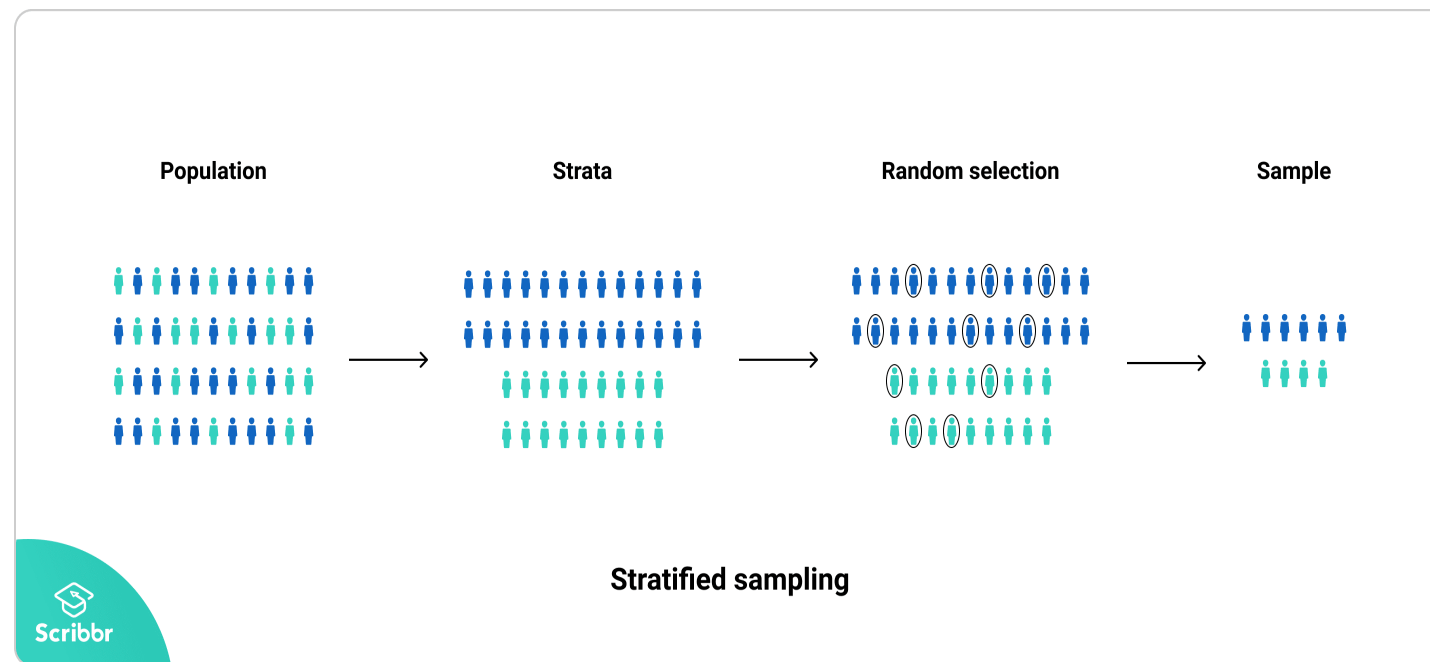 Population
Strata
Random selection
Sample
Stratified sampling
Scribbr